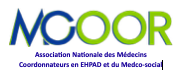 MCOOR
Association Nationale des Médecins
Coordonnateurs en EHPAD et du Medco-social